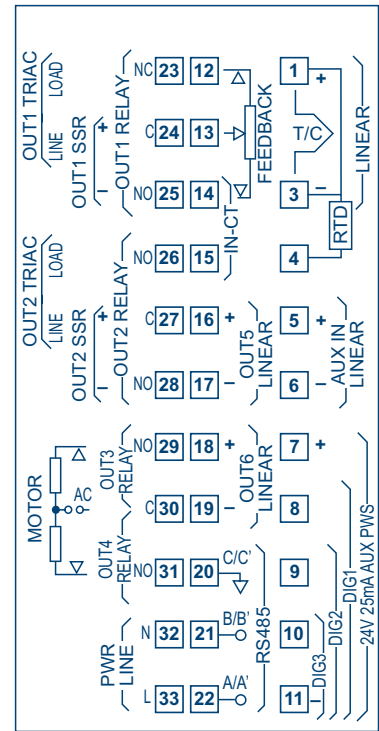 OUT1 TRIAC
LOAD
LINE
OUT1 SSR
+
−
OUT1 RELAY
NC 23 12
C 24 13
NO 25 14
FEEDBACK
IN-CT
1 +
T/C
3 −
RTD
4
LINEAR
OUT2 TRIAC
LOAD
LINE
OUT2 SSR
+
−
OUT2 RELAY
NO 26 15
C 27 16 +
NO 28 17 −
OUT5
LINEAR
5 +
6 −
AUX IN
LINEAR
MOTOR
AC
OUT3
RELAY
NO 29 18 +
C 30 19 −
OUT6
LINEAR
7 +
8
OUT4
RELAY
NO 31 20 C/C'
9
PWR
LINE
N 32 21 B/B'
L 33 22 A/A'
RS485
10
11 −
DIG3
DIG2
DIG1
24V 25mA AUX PWS